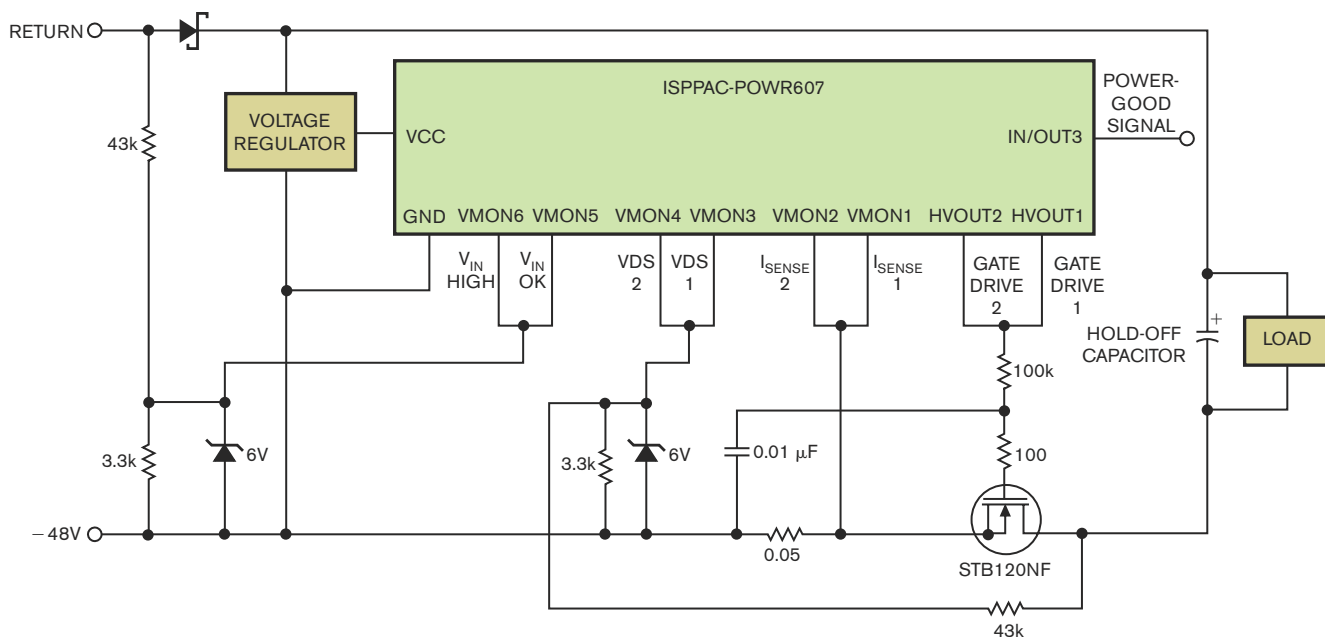 RETURN
ISPPAC-POWR607
POWER-
GOOD
SIGNAL
VOLTAGE
REGULATOR
43k
VCC
IN/OUT3
GND
VMON6
VMON5
VMON4
VMON3
VMON2
VMON1
HVOUT2
HVOUT1
VIN
HIGH
VIN
OK
VDS
2
VDS
1
ISENSE
2
ISENSE
1
GATE
DRIVE
2
GATE
DRIVE
1
+
HOLD-OFF
CAPACITOR
LOAD
100k
3.3k
6V
3.3k
6V
0.01 µF
100
−48V
0.05
STB120NF
43k